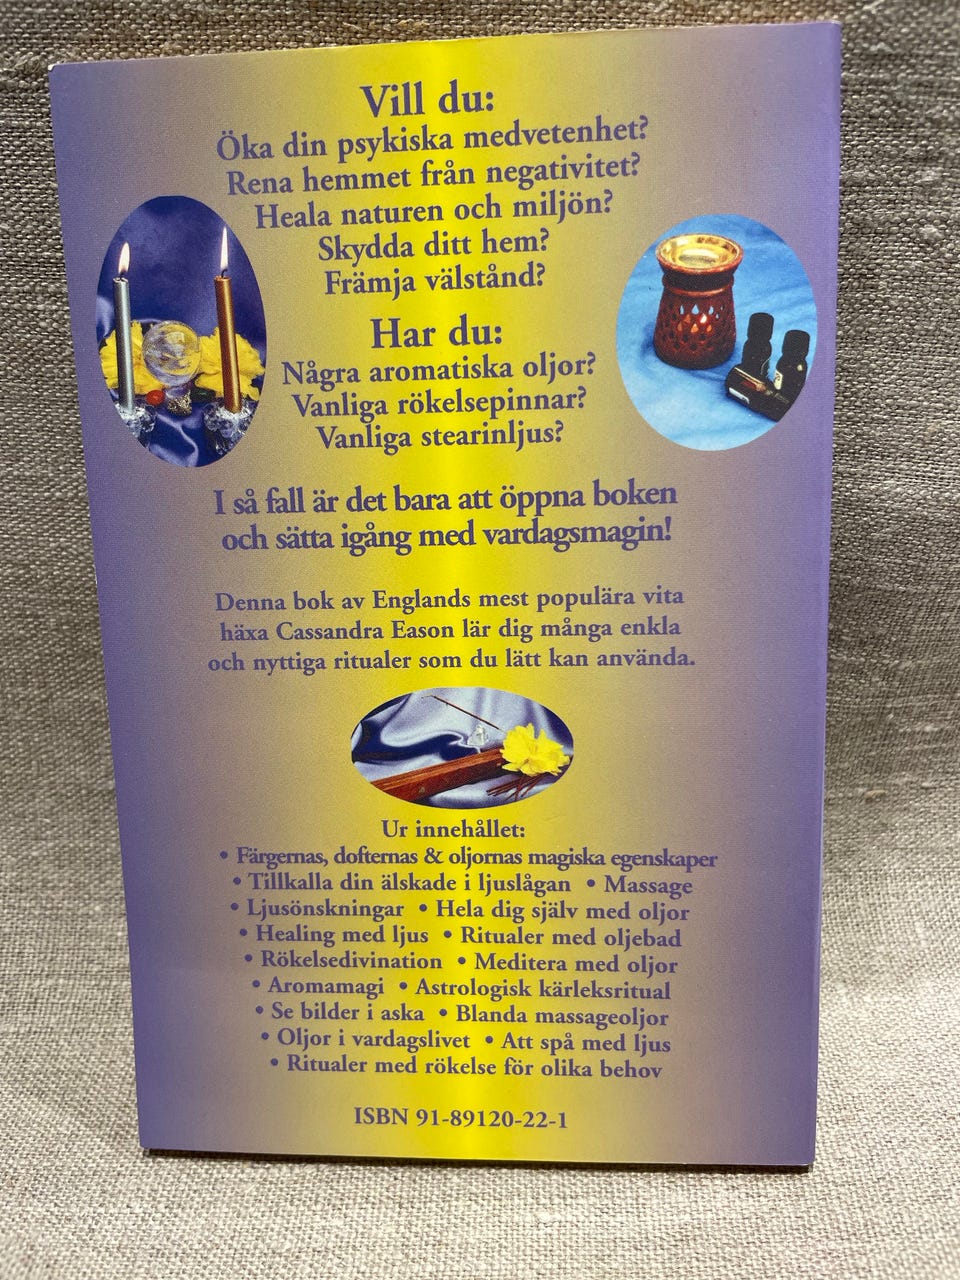 Vill du:
Öka din psykiska medvetenhet?
Rena hemmet från negativitet?
Heala naturen och miljön?
Skydda ditt hem?
Främja välstånd?
Har du:
Några aromatiska oljor?
Vanliga rökelsepinnar?
Vanliga stearinljus?
I så fall är det bara att öppna boken
och sätta igång med vardagsmagin!
Denna bok av Englands mest populära vita
häxa Cassandra Eason lär dig många enkla
och nyttiga ritualer som du lätt kan använda.
Ur innehållet:
• Färgernas, dofternas & oljornas magiska egenskaper
• Tillkalla din älskade i ljuslågan • Massage
• Ljusönskningar • Hela dig själv med oljor
• Healing med ljus • Ritualer med oljebad
• Rökelsedivination • Meditera med oljor
• Aromamagi • Astrologisk kärleksritual
• Se bilder i aska • Blanda massageoljor
• Oljor i vardagslivet • Att spå med ljus
• Ritualer med rökelse för olika behov
ISBN 91-89120-22-1